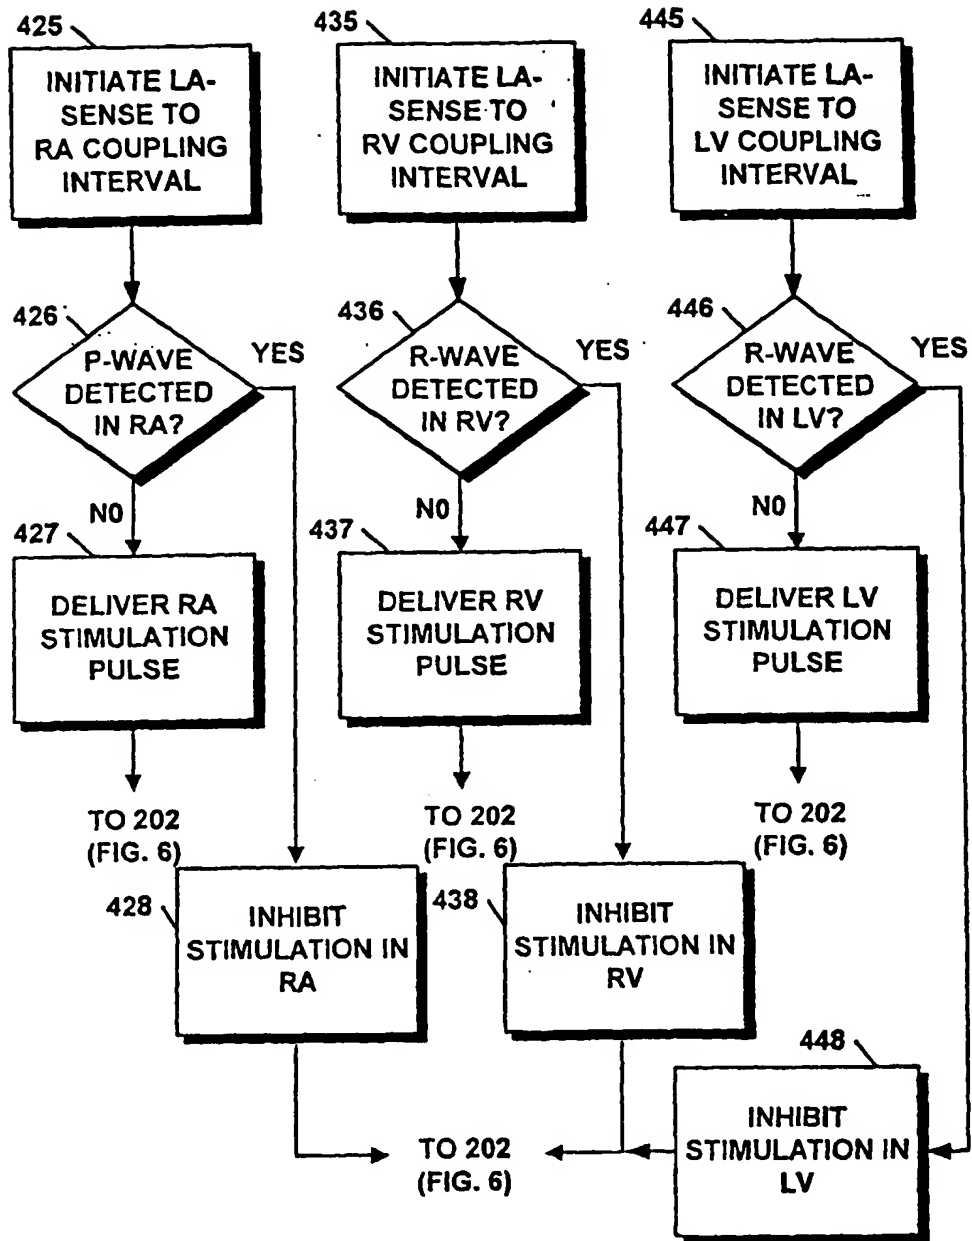 425
INITIATE LA-
SENSE TO
RA COUPLING
INTERVAL
435
INITIATE LA-
SENSE TO
RV COUPLING
INTERVAL
445
INITIATE LA-
SENSE TO
LV COUPLING
INTERVAL
426
P-WAVE
DETECTED
IN RA?
YES
NO
436
R-WAVE
DETECTED
IN RV?
YES
NO
446
R-WAVE
DETECTED
IN LV?
YES
NO
427
DELIVER RA
STIMULATION
PULSE
437
DELIVER RV
STIMULATION
PULSE
447
DELIVER LV
STIMULATION
PULSE
TO 202
(FIG. 6)
TO 202
(FIG. 6)
TO 202
(FIG. 6)
428
INHIBIT
STIMULATION IN
RA
438
INHIBIT
STIMULATION IN
RV
448
INHIBIT
STIMULATION IN
LV
TO 202
(FIG. 6)